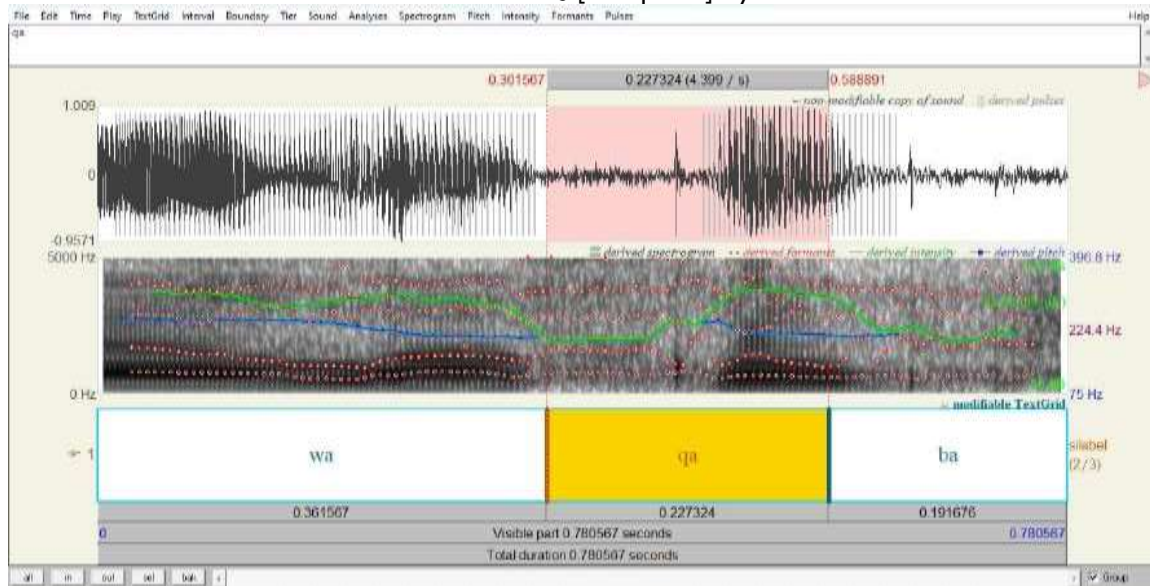 File Edit Time Play TextGrid Interval Boundary Tier Sound Analyses Spectrogram Pitch Intensity Formants Pulses Help
qa
0.361567 0.227324 (4.399 / s) 0.588891
1.009 non-modifiable copy of sound derived pulses
0
-0.9571
5000 Hz derived spectrogram derived formants derived intensity derived pitch 396.8 Hz
224.4 Hz
0 Hz 75 Hz
modifiable TextGrid
1 wa qa ba silabel
(2/3)
0.361567 0.227324 0.191676
0 Visible part 0.780567 seconds 0.780567
Total duration 0.780567 seconds
all in out sel bak Group